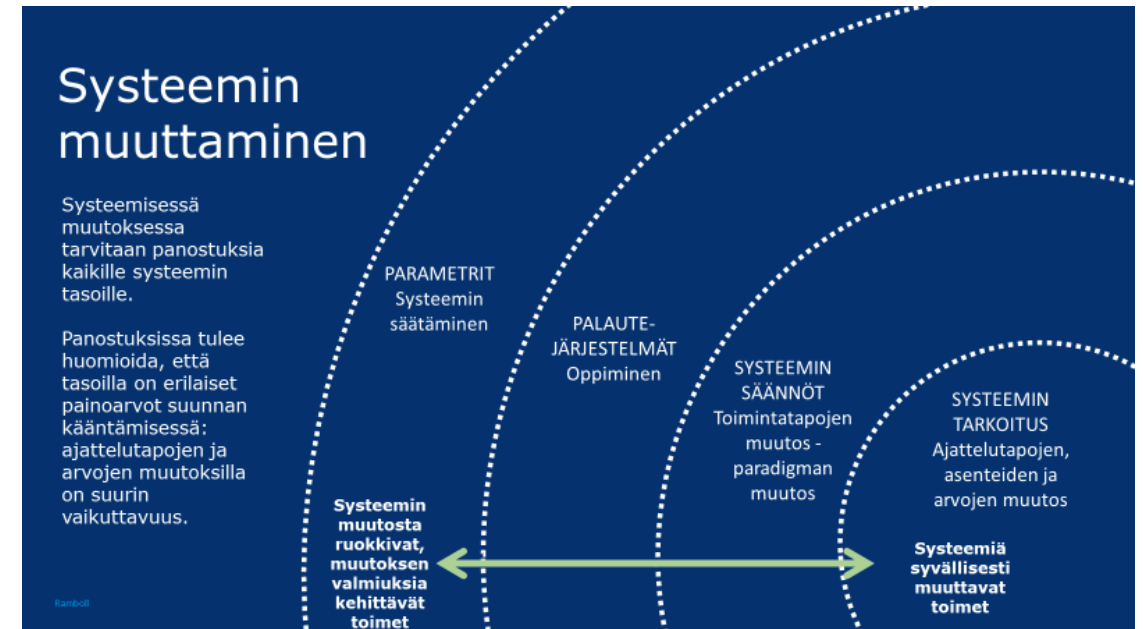 Systeemin
muuttaminen
Systeemisessä
muutoksessa
tarvitaan panostuksia
kaikille systeemin
tasoille.
Panostuksissa tulee
huomioida, että
tasoilla on erilaiset
painoarvot suunnan
kääntämisessä:
ajattelutapojen ja
arvojen muutoksilla
on suurin
vaikuttavuus.
PARAMETRIT
Systeemin
säätäminen
PALAUTE-
JÄRJESTELMÄT
Oppiminen
SYSTEEMIN
SÄÄNNÖT
Toimintatapojen
muutos -
paradigman
muutos
SYSTEEMIN
TARKOITUS
Ajattelutapojen,
asenteiden ja
arvojen muutos
Systeemin
muutosta
ruokkivat,
muutoksen
valmiuksia
kehittävät
toimet
Systeemiä
syvällisesti
muuttavat
toimet
Ramboll